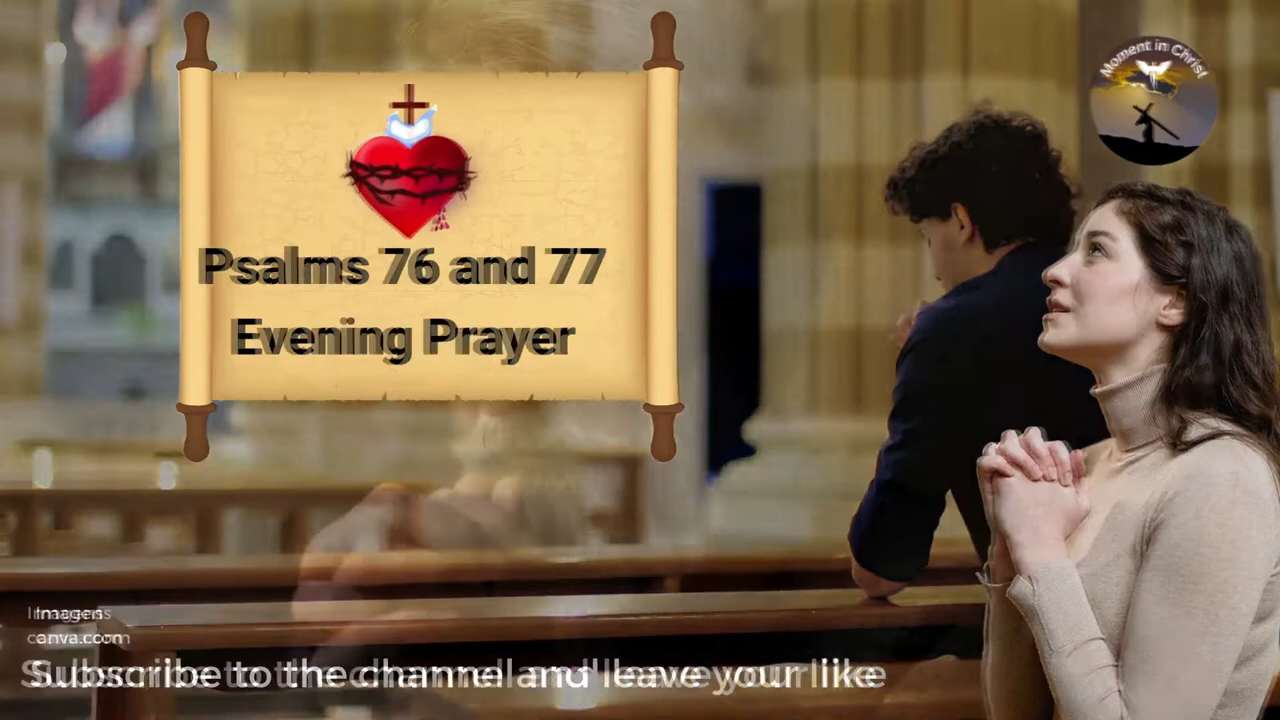 Moment in Christ
Psalms 76 and 77
Evening Prayer
Imagens
canva.com
Subscribe to the channel and leave your like